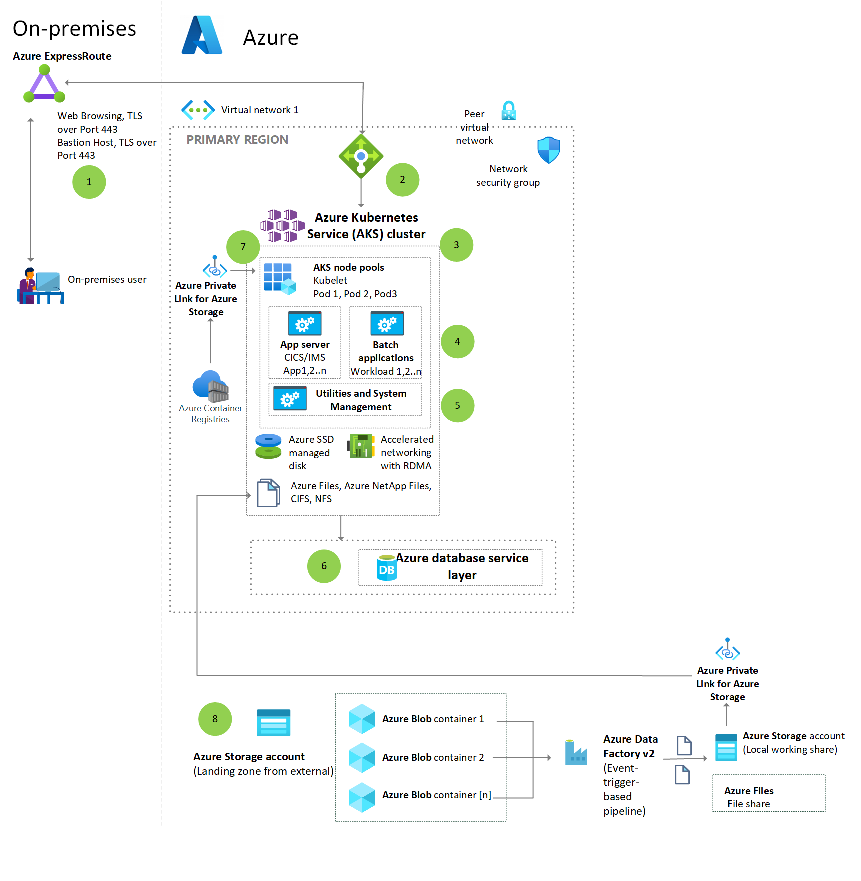 On-premises
Azure
Azure ExpressRoute
Web Browsing, TLS
over Port 443
Bastion Host, TLS over
Port 443
1
On-premises user
Virtual network 1
Peer
virtual
network
Network
security group
PRIMARY REGION
2
Azure Kubernetes
Service (AKS) cluster
3
7
Azure Private
Link for Azure
Storage
AKS node pools
Kubelet
Pod 1, Pod 2, Pod3
App server
CICS/IMS
App1,2..n
Batch
applications
Workload 1,2..n
4
Utilities and System
Management
5
Azure Container
Registries
Azure SSD
managed
disk
Accelerated
networking
with RDMA
Azure Files, Azure NetApp Files,
CIFS, NFS
6
DB
Azure database service
layer
Azure Private
Link for Azure
Storage
8
Azure Storage account
(Landing zone from external)
Azure Blob container 1
Azure Blob container 2
Azure Blob container [n]
Azure Data
Factory v2
(Event-
trigger-
based
pipeline)
Azure Storage account
(Local working share)
Azure Files
File share